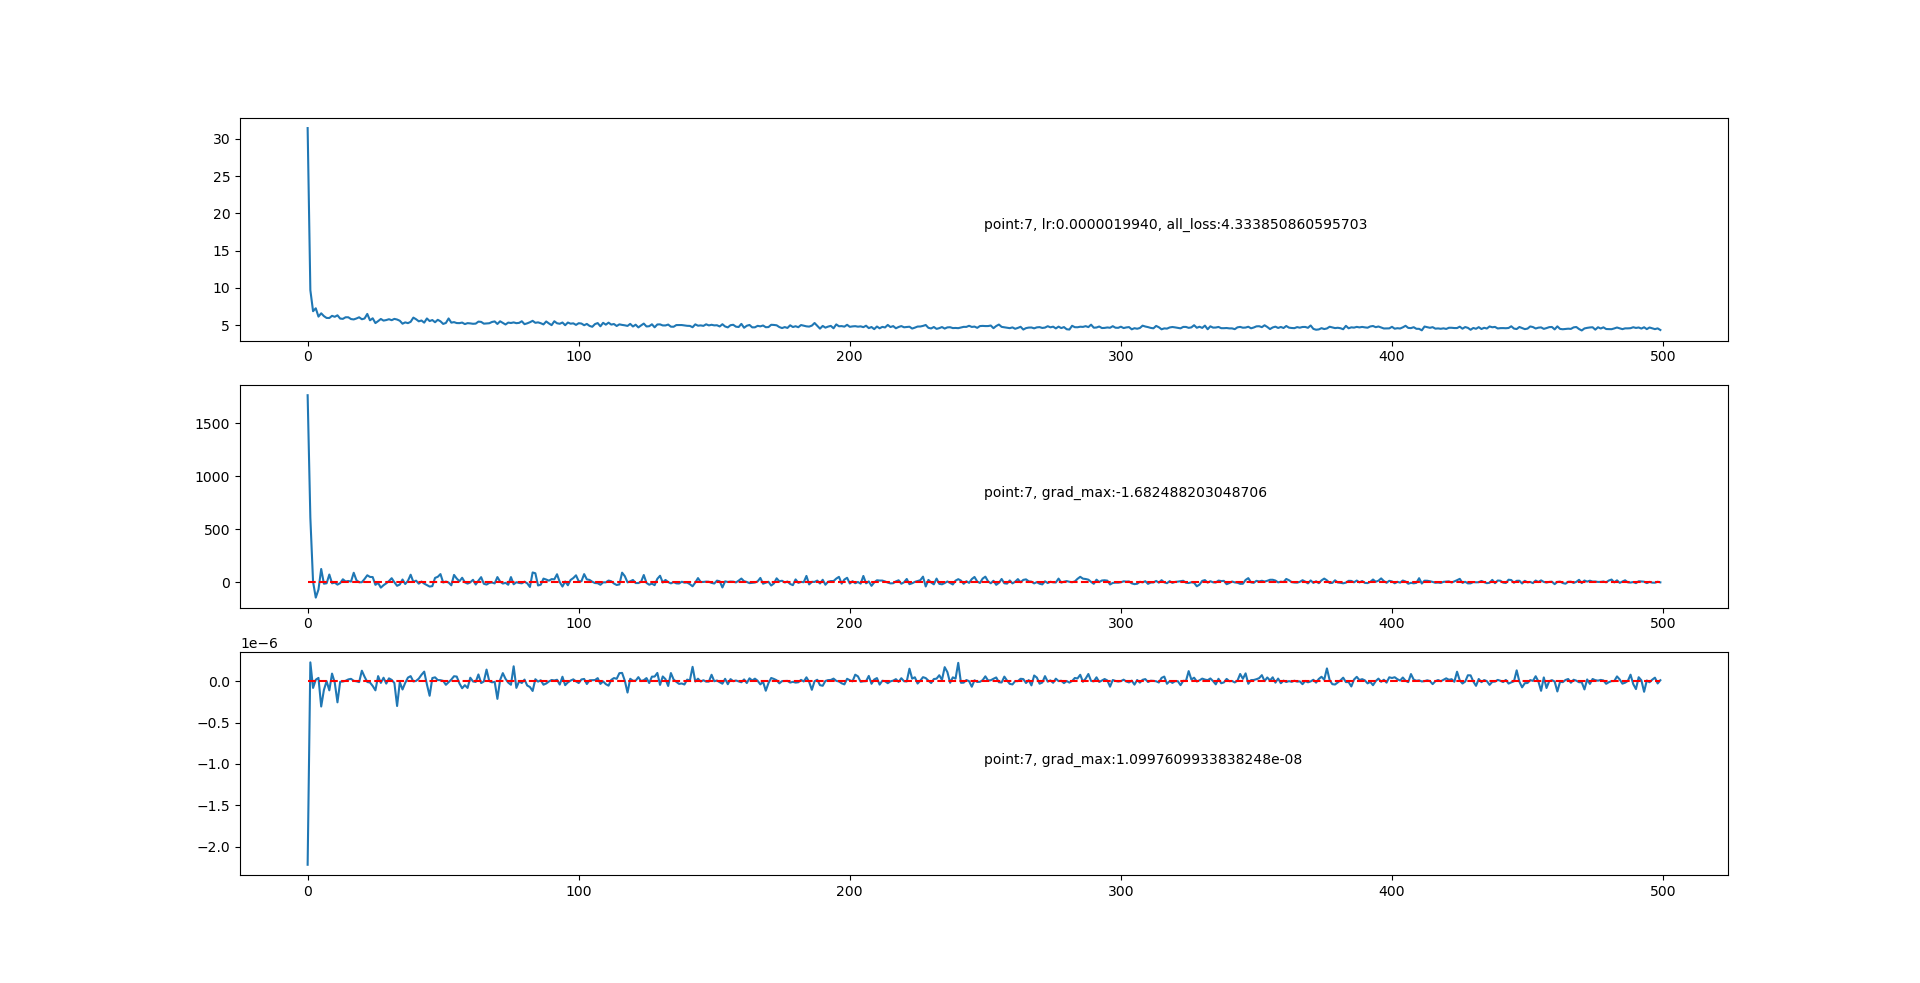 30
25
20
15
10
5
point:7, lr:0.0000019940, all_loss:4.333850860595703
0 100 200 300 400 500
1500
1000
500
0
point:7, grad_max:-1.682488203048706
0 100 200 300 400 500
1e−6
0.0
−0.5
−1.0
−1.5
−2.0
point:7, grad_max:1.0997609933838248e-08
0 100 200 300 400 500